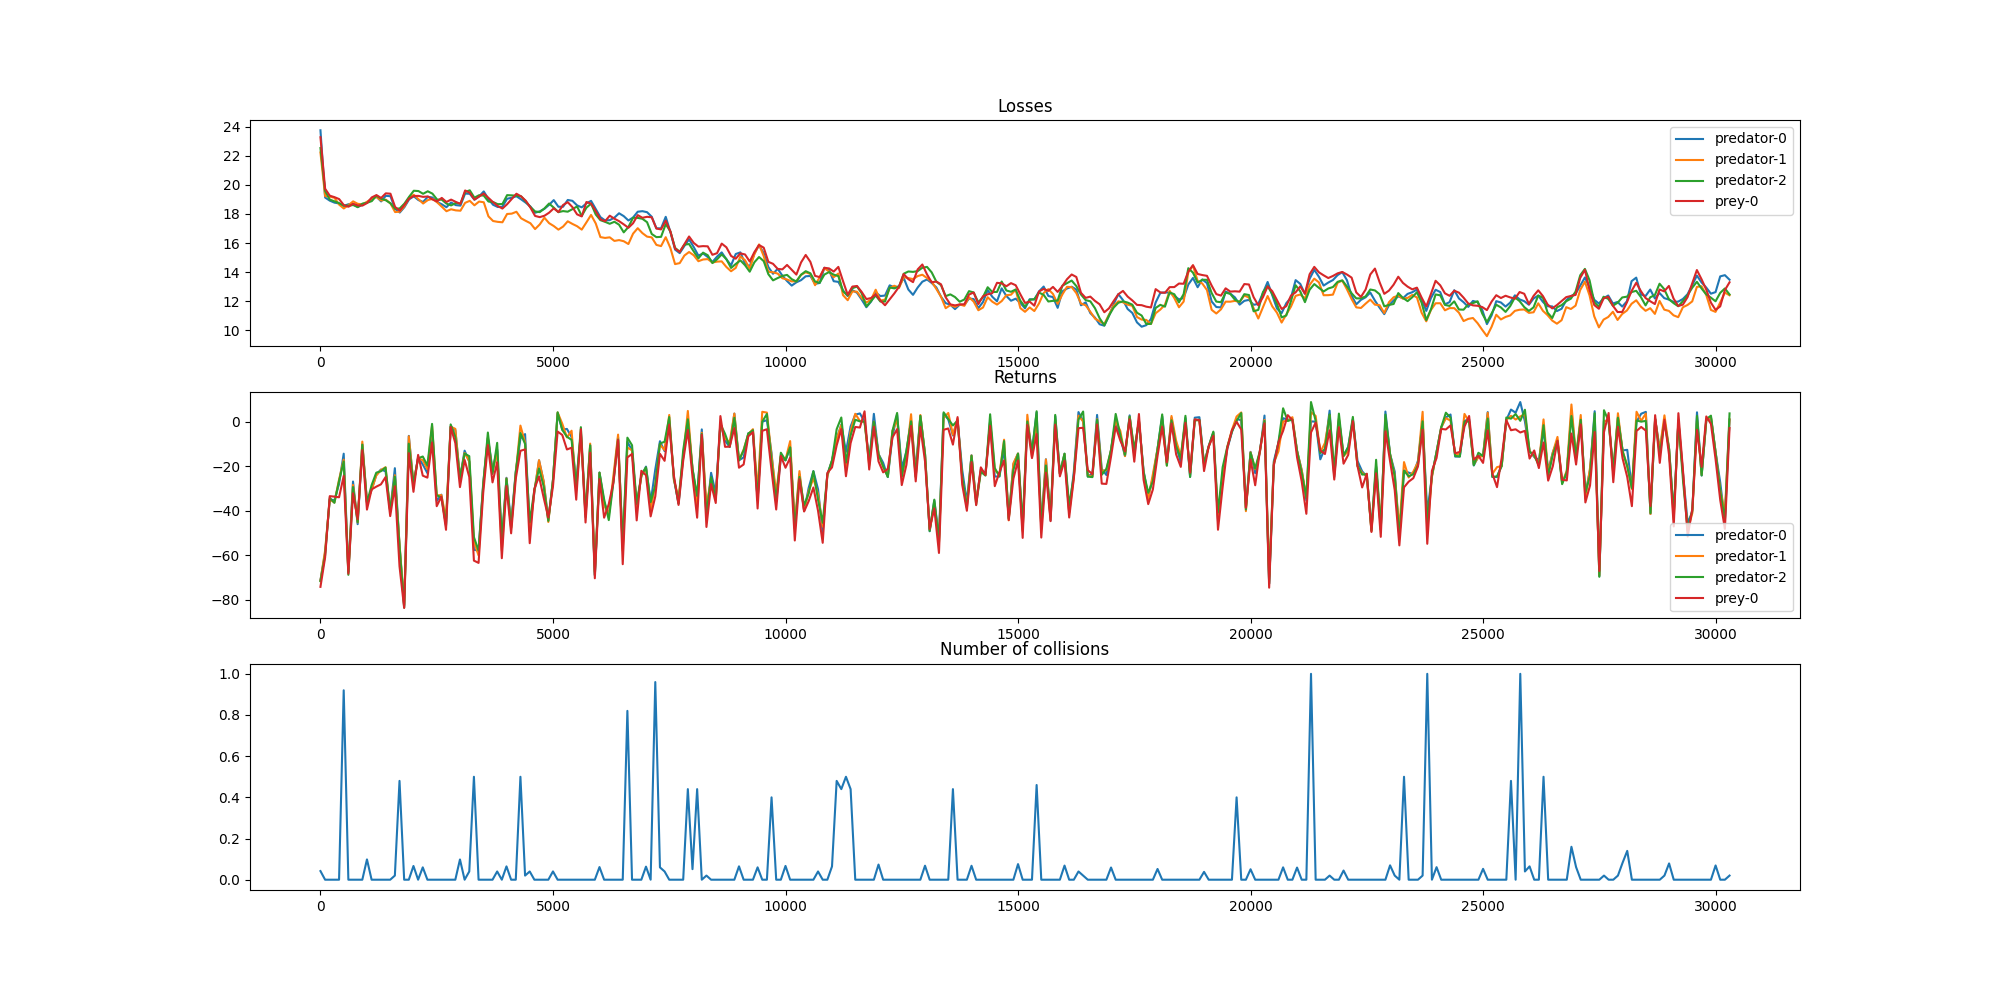 Losses
24
22
20
18
16
14
12
10
predator-0
predator-1
predator-2
prey-0
0 5000 10000 15000 20000 25000 30000
Returns
0
−20
−40
−60
−80
predator-0
predator-1
predator-2
prey-0
0 5000 10000 15000 20000 25000 30000
Number of collisions
1.0
0.8
0.6
0.4
0.2
0.0
0 5000 10000 15000 20000 25000 30000